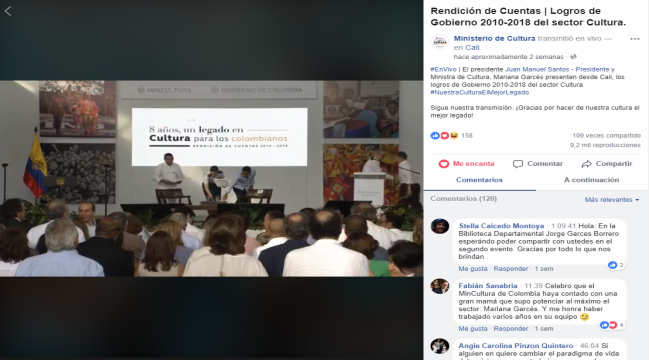 Rendición de Cuentas | Logros de
Gobierno 2010-2018 del sector Cultura.
Ministerio de Cultura transmitió en vivo —
en Cali.
hace aproximadamente 2 semanas ·
#EnVivo | El presidente Juan Manuel Santos - Presidente y
Ministra de Cultura, Mariana Garcés presentan desde Cali, los
logros de Gobierno 2010-2018 del sector Cultura.
#NuestraCulturaElMejorLegado
Sigue nuestra transmisión. ¡Gracias por hacer de nuestra cultura el
mejor legado!
158
109 veces compartido
9,2 mil reproducciones
Me encanta
Comentar
Compartir
Comentarios
A continuación
Comentarios (120)
Más relevantes
Stella Caicedo Montoya · 1:09:41 Hola: En la
Biblioteca Departamental Jorge Garces Borrero
esperándo poder compartir con ustedes en el
segundo evento. Gracias por todo lo que nos
brindan .
2
Me gusta · Responder · 1 sem
Fabián Sanabria · 11:39 Celebro que el
MinCultura de Colombia haya contado con una
gran mamá que supo potenciar al máximo el
sector: Mariana Garcés. Y me honra haber
trabajado varios años en su equipo
4
Me gusta · Responder · 1 sem
Angie Carolina Pinzon Quintero · 46:04 Si
alguien en quiere cambiar el paradigma de vida
MINCULTURA
GOBIERNO DE COLOMBIA
8 años, un legado en
Cultura para los colombianos
RENDICIÓN DE CUENTAS 2010 - 2018